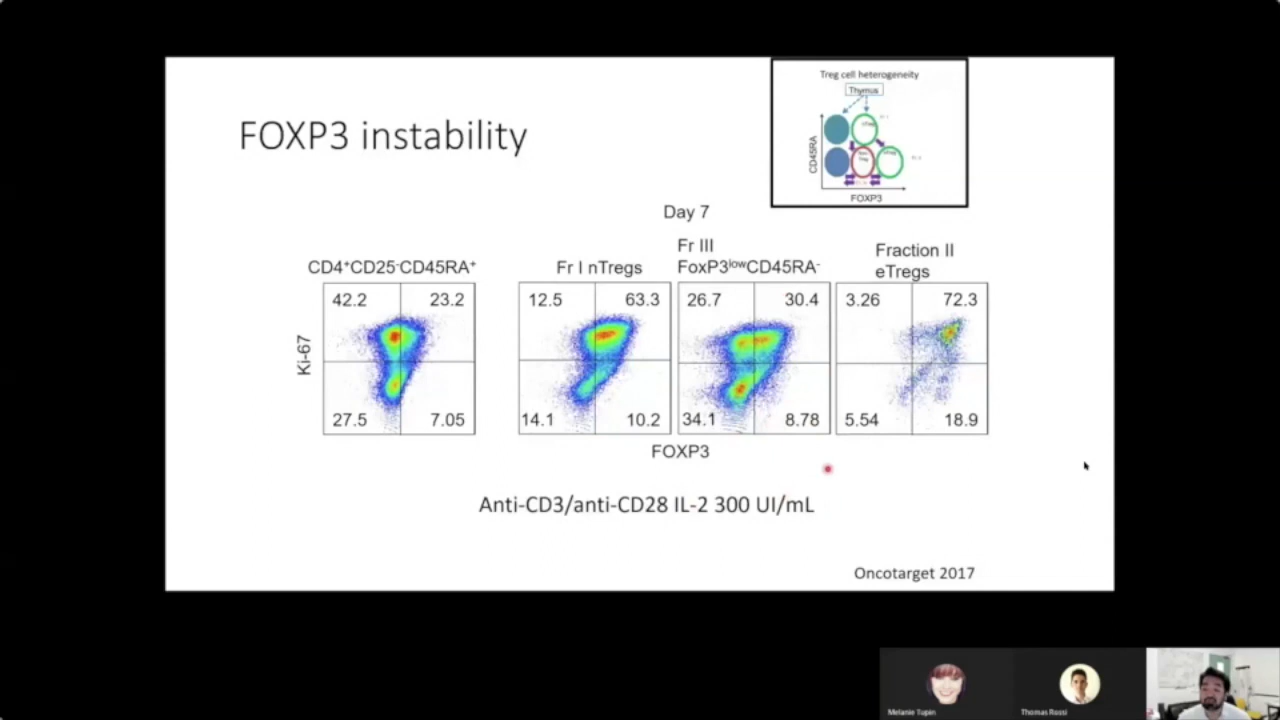 Treg cell heterogeneity
Thymus
CD45RA
FOXP3
FOXP3 instability
Day 7
CD4⁺CD25⁻CD45RA⁺
Fr I nTregs
Fr III
FoxP3ˡᵒʷCD45RA⁻
Fraction II
eTregs
Ki-67
42.2 23.2
27.5 7.05
12.5 63.3
14.1 10.2
26.7 30.4
34.1 8.78
3.26 72.3
5.54 18.9
FOXP3
Anti-CD3/anti-CD28 IL-2 300 UI/mL
Oncotarget 2017
Melanie Tupin
Thomas Rossi